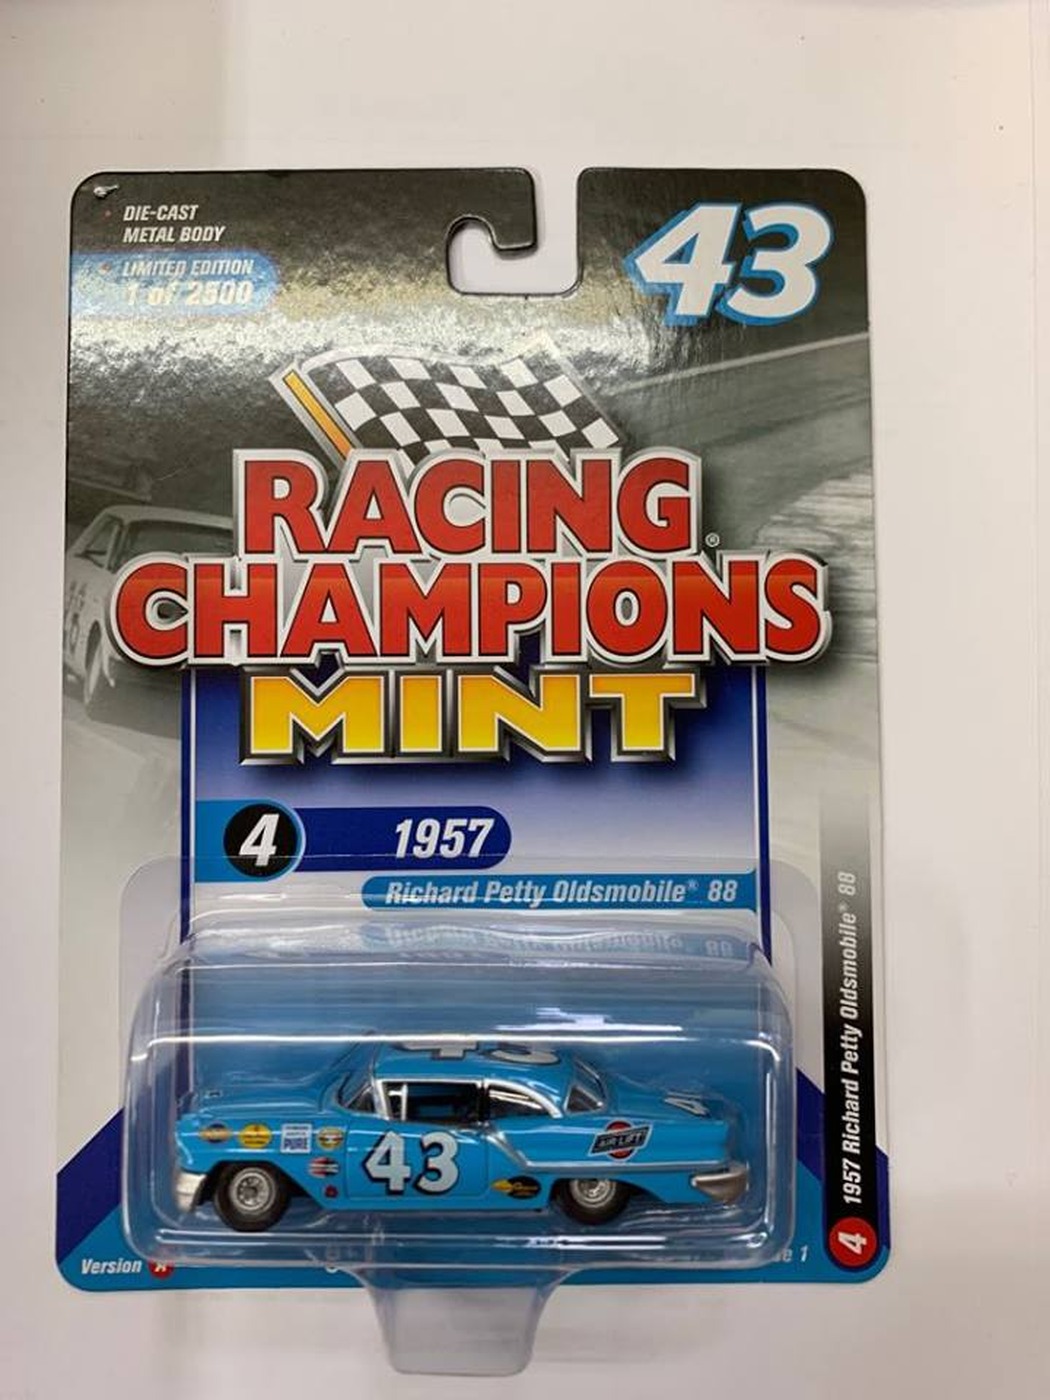 DIE-CAST
METAL BODY
LIMITED EDITION
1 of 2500
43
RACING
CHAMPIONS®
MINT
4
1957
Richard Petty Oldsmobile® 88
43
43
43
PURE
AIR LIFT
Version A
1957 Richard Petty Oldsmobile® 88
4